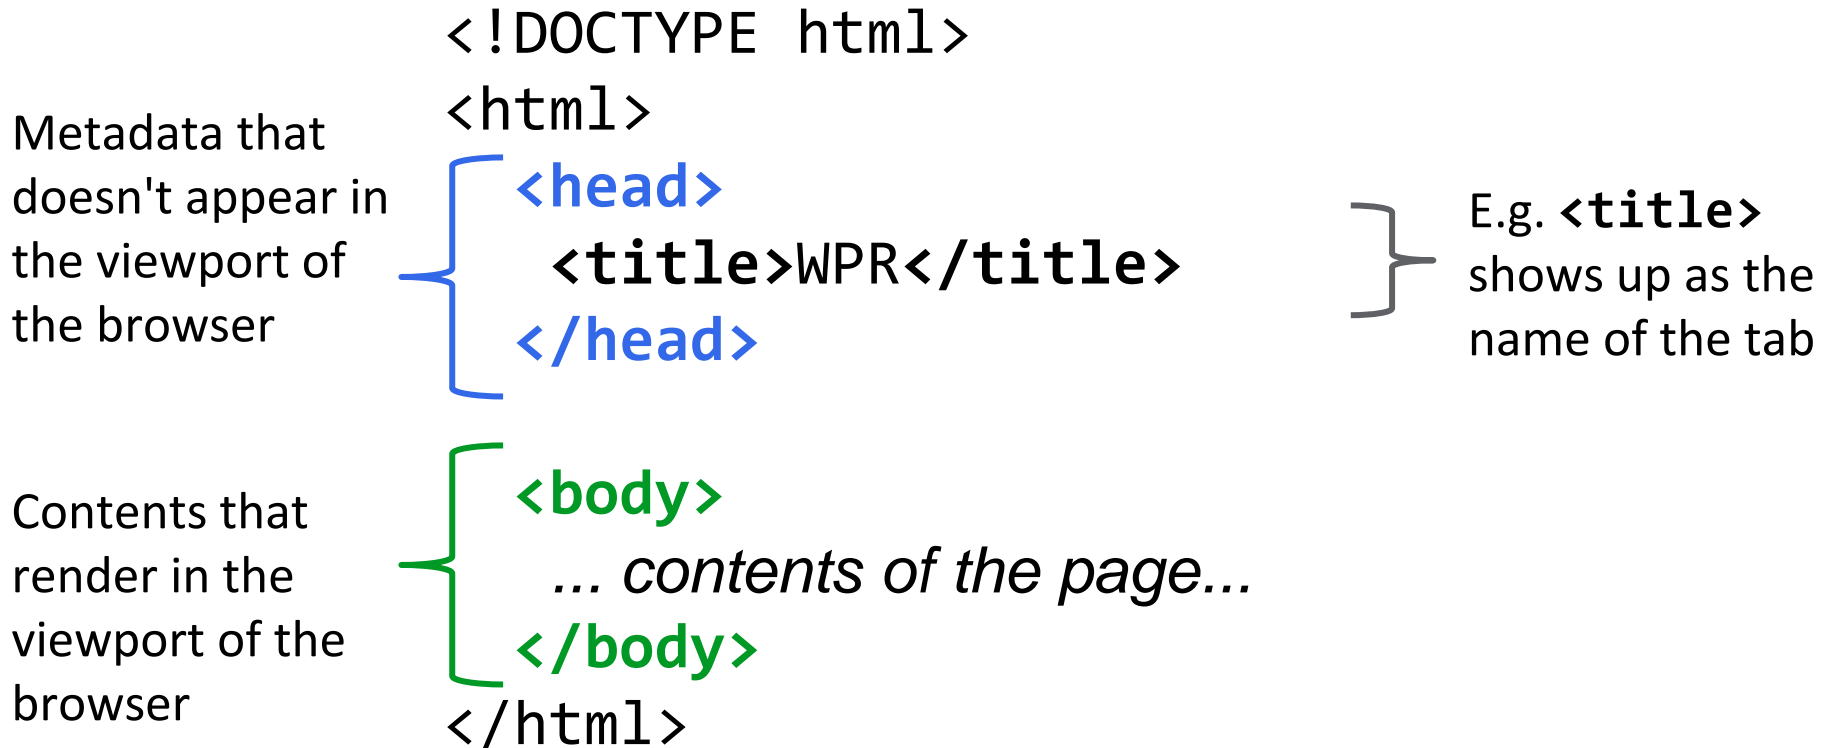 <!DOCTYPE html>
<html>
Metadata that
doesn't appear in
the viewport of
the browser
<head>
<title>WPR</title>
</head>
E.g. <title>
shows up as the
name of the tab
Contents that
render in the
viewport of the
browser
<body>
... contents of the page...
</body>
</html>